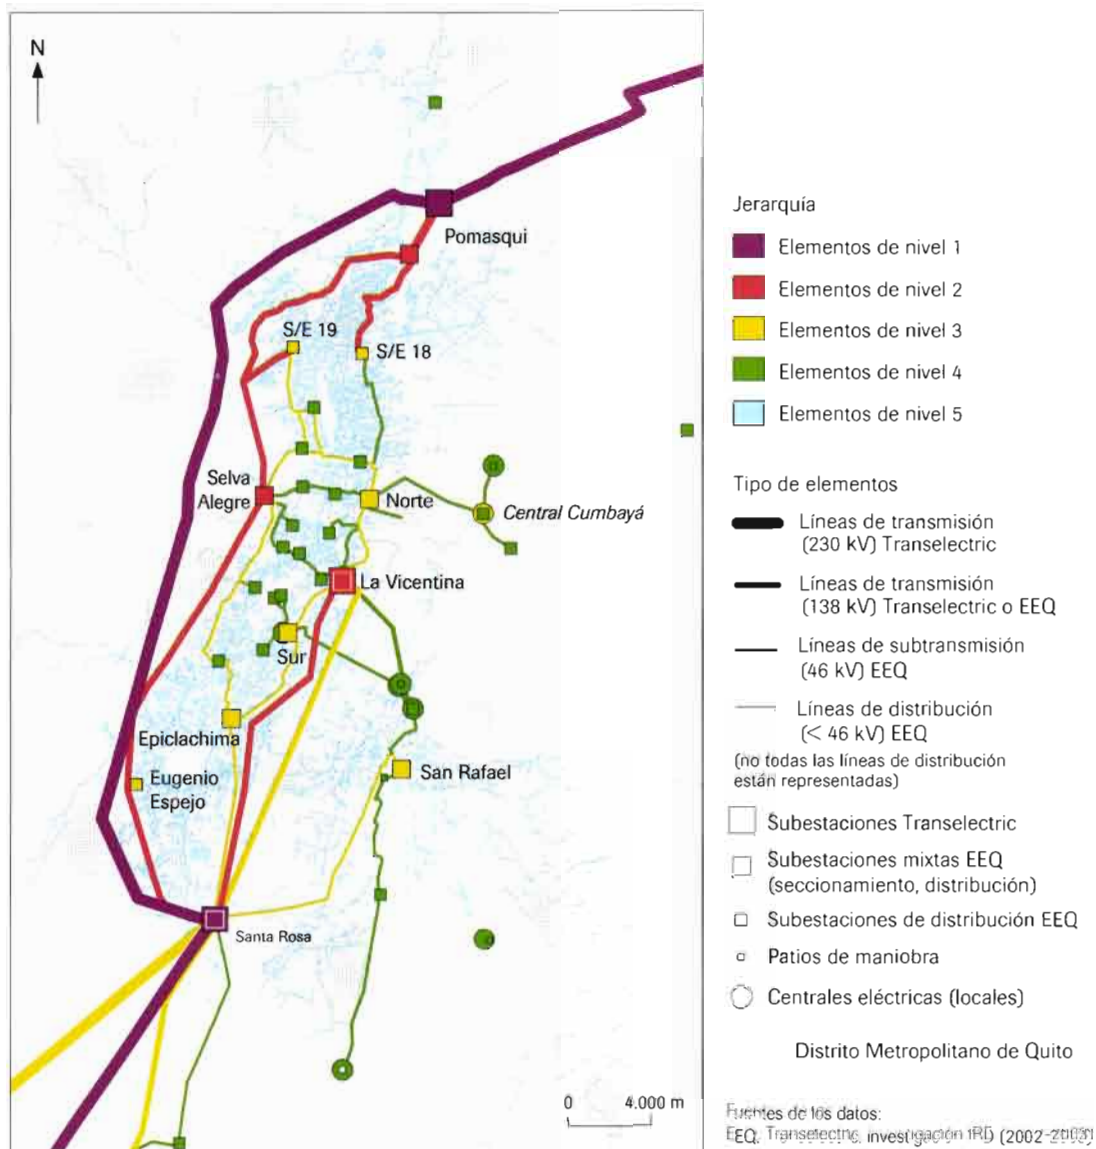 N
Pomasqui
S/E 19
S/E 18
Selva
Alegre
Norte
Central Cumbayá
La Vicentina
Sur
Epiclachima
Eugenio
Espejo
San Rafael
Santa Rosa
0 4.000 m
Jerarquía
Elementos de nivel 1
Elementos de nivel 2
Elementos de nivel 3
Elementos de nivel 4
Elementos de nivel 5
Tipo de elementos
Líneas de transmisión
(230 kV) Transelectric
Líneas de transmisión
(138 kV) Transelectric o EEQ
Líneas de subtransmisión
(46 kV) EEQ
Líneas de distribución
(< 46 kV) EEQ
(no todas las líneas de distribución
están representadas)
Subestaciones Transelectric
Subestaciones mixtas EEQ
(seccionamiento, distribución)
Subestaciones de distribución EEQ
Patios de maniobra
Centrales eléctricas (locales)
Distrito Metropolitano de Quito
Fuentes de los datos:
EEQ, Transelectric, investigación IRD